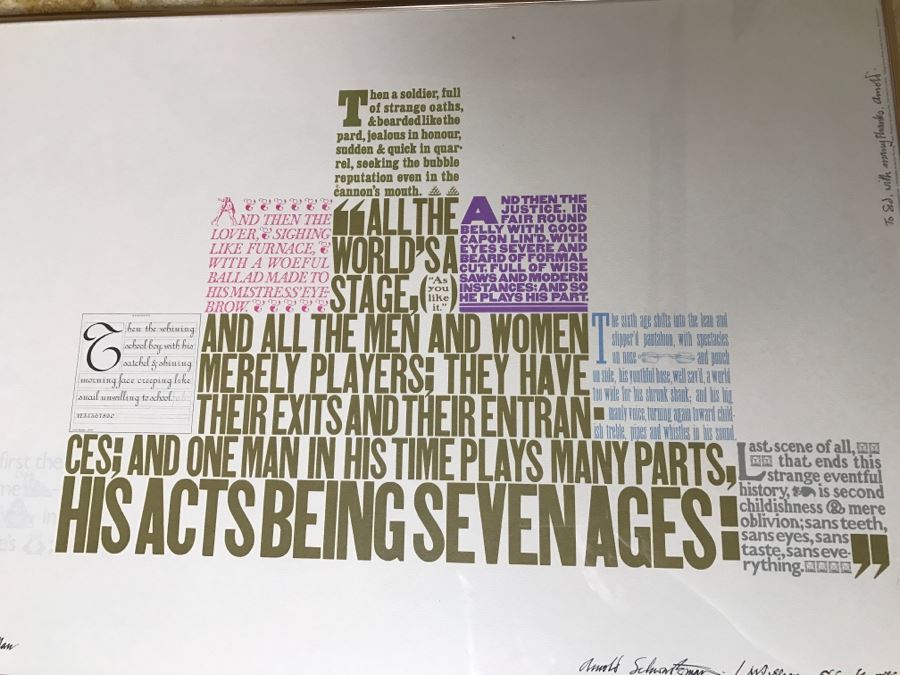 Then a soldier, full
of strange oaths,
& bearded like the
pard, jealous in honour,
sudden & quick in quar-
rel, seeking the bubble
reputation even in the
cannon's mouth.
AND THEN THE
LOVER, SIGHING
LIKE FURNACE,
WITH A WOEFUL
BALLAD MADE TO
HIS MISTRESS' EYE-
BROW.
“ALL THE
WORLD'S A
STAGE,
("As
you
like
it.")
AND THEN THE
JUSTICE, IN
FAIR ROUND
BELLY WITH GOOD
CAPON LIN'D. WITH
EYES SEVERE AND
BEARD OF FORMAL
CUT, FULL OF WISE
SAWS AND MODERN
INSTANCES; AND SO
HE PLAYS HIS PART.
Then the whining
school boy, with his
satchel & shining
morning face creeping like
snail unwilling to school.
AND ALL THE MEN AND WOMEN
MERELY PLAYERS; THEY HAVE
THEIR EXITS AND THEIR ENTRAN-
CES; AND ONE MAN IN HIS TIME PLAYS MANY PARTS,
HIS ACTS BEING SEVEN AGES:
The sixth age shifts into the lean and
slipper'd pantaloon, with spectacles
on nose and pouch
on side, his youthful hose, well sav'd, a world
too wide for his shrunk shank, and his big
manly voice, turning again toward child-
ish treble, pipes and whistles in his sound.
Last scene of all,
that ends this
strange eventful
history, is second
childishness & mere
oblivion; sans teeth,
sans eyes, sans
taste, sans eve-
rything.”
first the
To Sid, with many thanks, Arnold.
Arnold Schwartzman